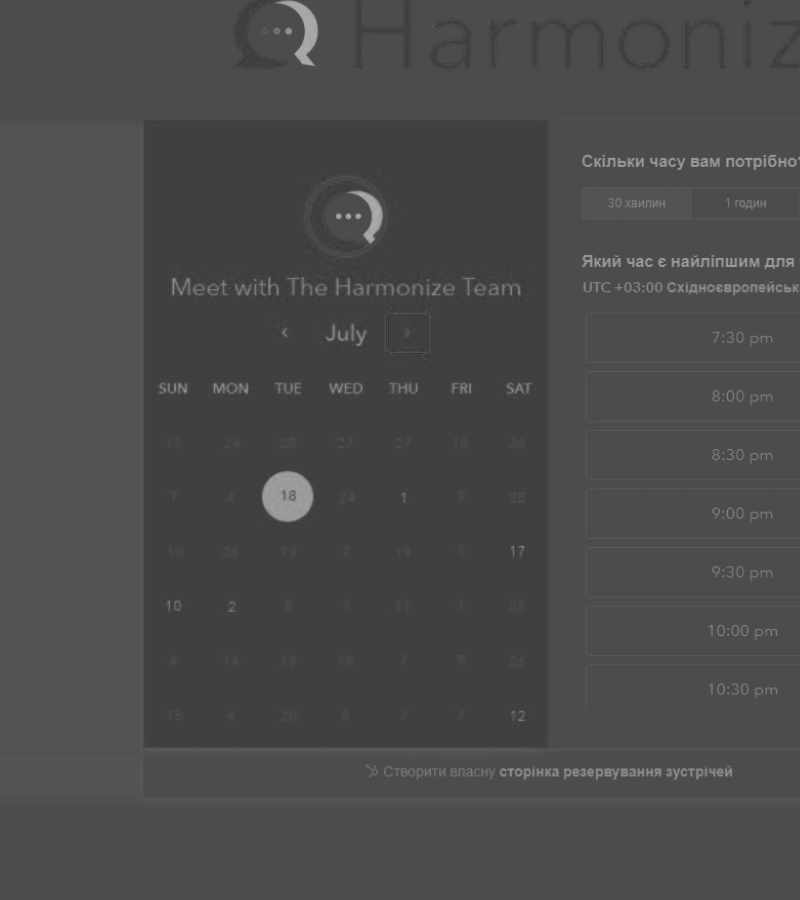 Harmoniz
Meet with The Harmonize Team
July
SUN MON TUE WED THU FRI SAT
11 24 28 27 27 18 26
7 4 18 24 1 9 28
10 26 19 2 19 1 17
10 2 8 1 11 1 25
4 14 19 18 7 9 26
15 4 20 6 7 7 12
Скільки часу вам потрібно?
30 хвилин 1 годин
Який час є найліпшим для
UTC +03:00 Східноєвропейськ
7:30 pm
8:00 pm
8:30 pm
9:00 pm
9:30 pm
10:00 pm
10:30 pm
Створити власну сторінка резервування зустрічей